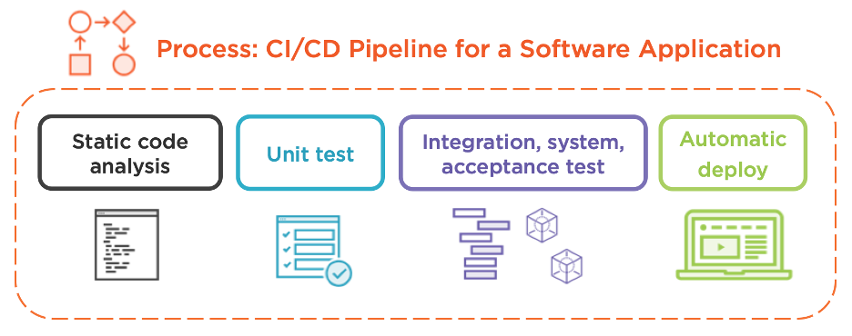 Process: CI/CD Pipeline for a Software Application
Static code
analysis
Unit test
Integration, system,
acceptance test
Automatic
deploy